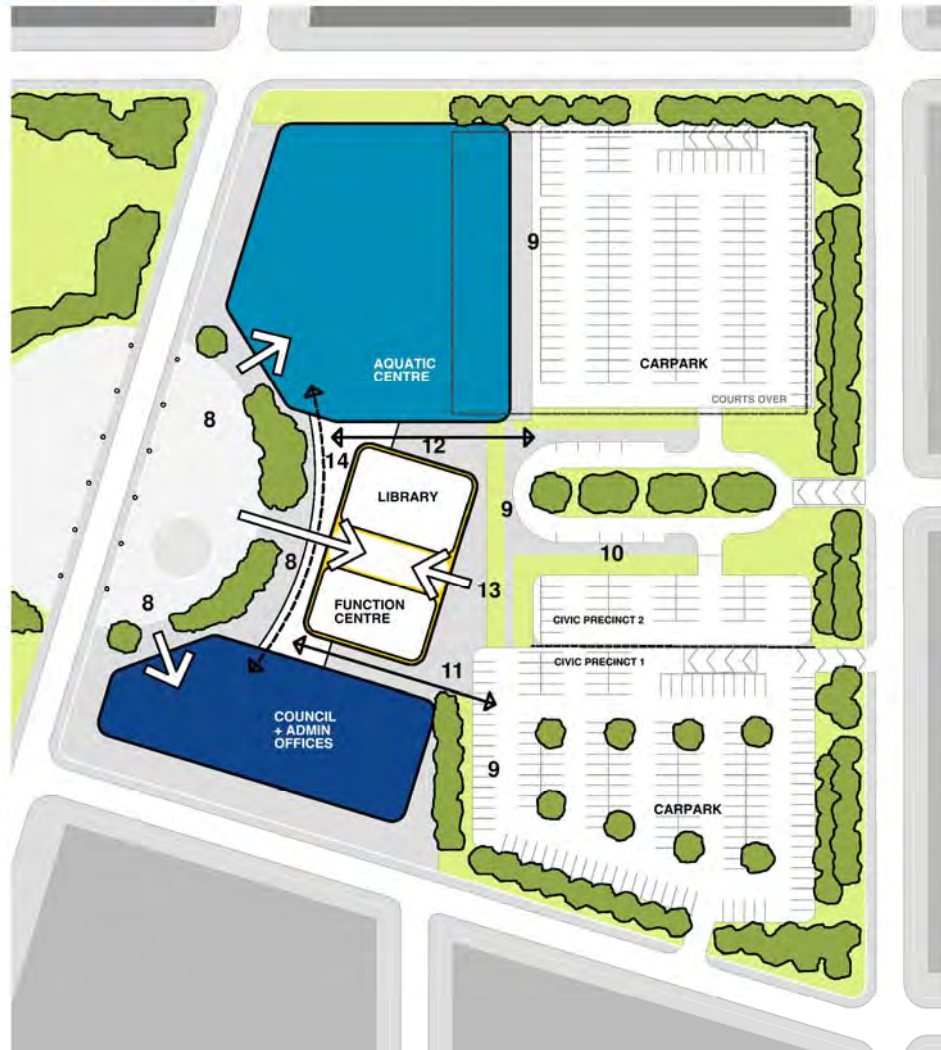 9
AQUATIC
CENTRE
CARPARK
COURTS OVER
8
12
14
LIBRARY
9
10
8
13
FUNCTION
CENTRE
8
CIVIC PRECINCT 2
CIVIC PRECINCT 1
11
COUNCIL
+ ADMIN
OFFICES
9
CARPARK